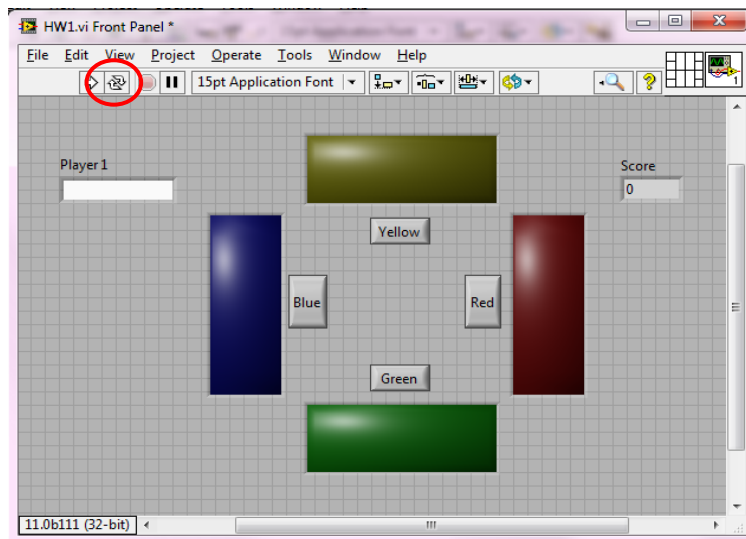 HW1.vi Front Panel *
File Edit View Project Operate Tools Window Help
15pt Application Font
1
Player 1
Score
0
Yellow
Blue
Red
Green
11.0b111 (32-bit)